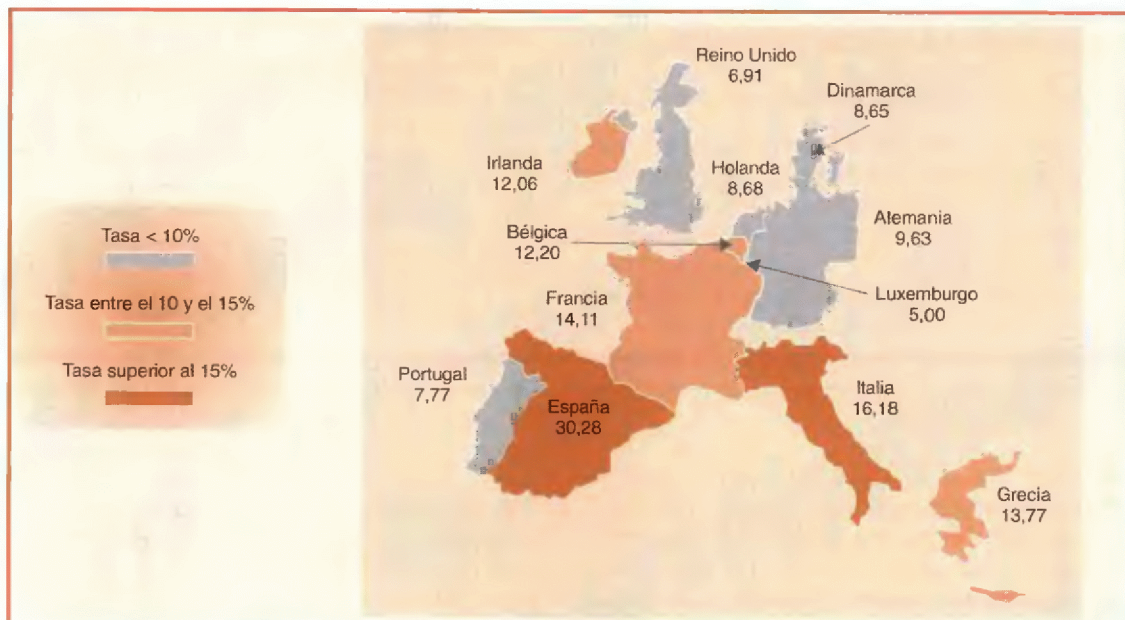 Tasa < 10%
Tasa entre el 10 y el 15%
Tasa superior al 15%
Reino Unido
6,91
Dinamarca
8,65
Irlanda
12,06
Holanda
8,68
Bélgica
12,20
Alemania
9,63
Luxemburgo
5,00
Francia
14,11
Portugal
7,77
España
30,28
Italia
16,18
Grecia
13,77